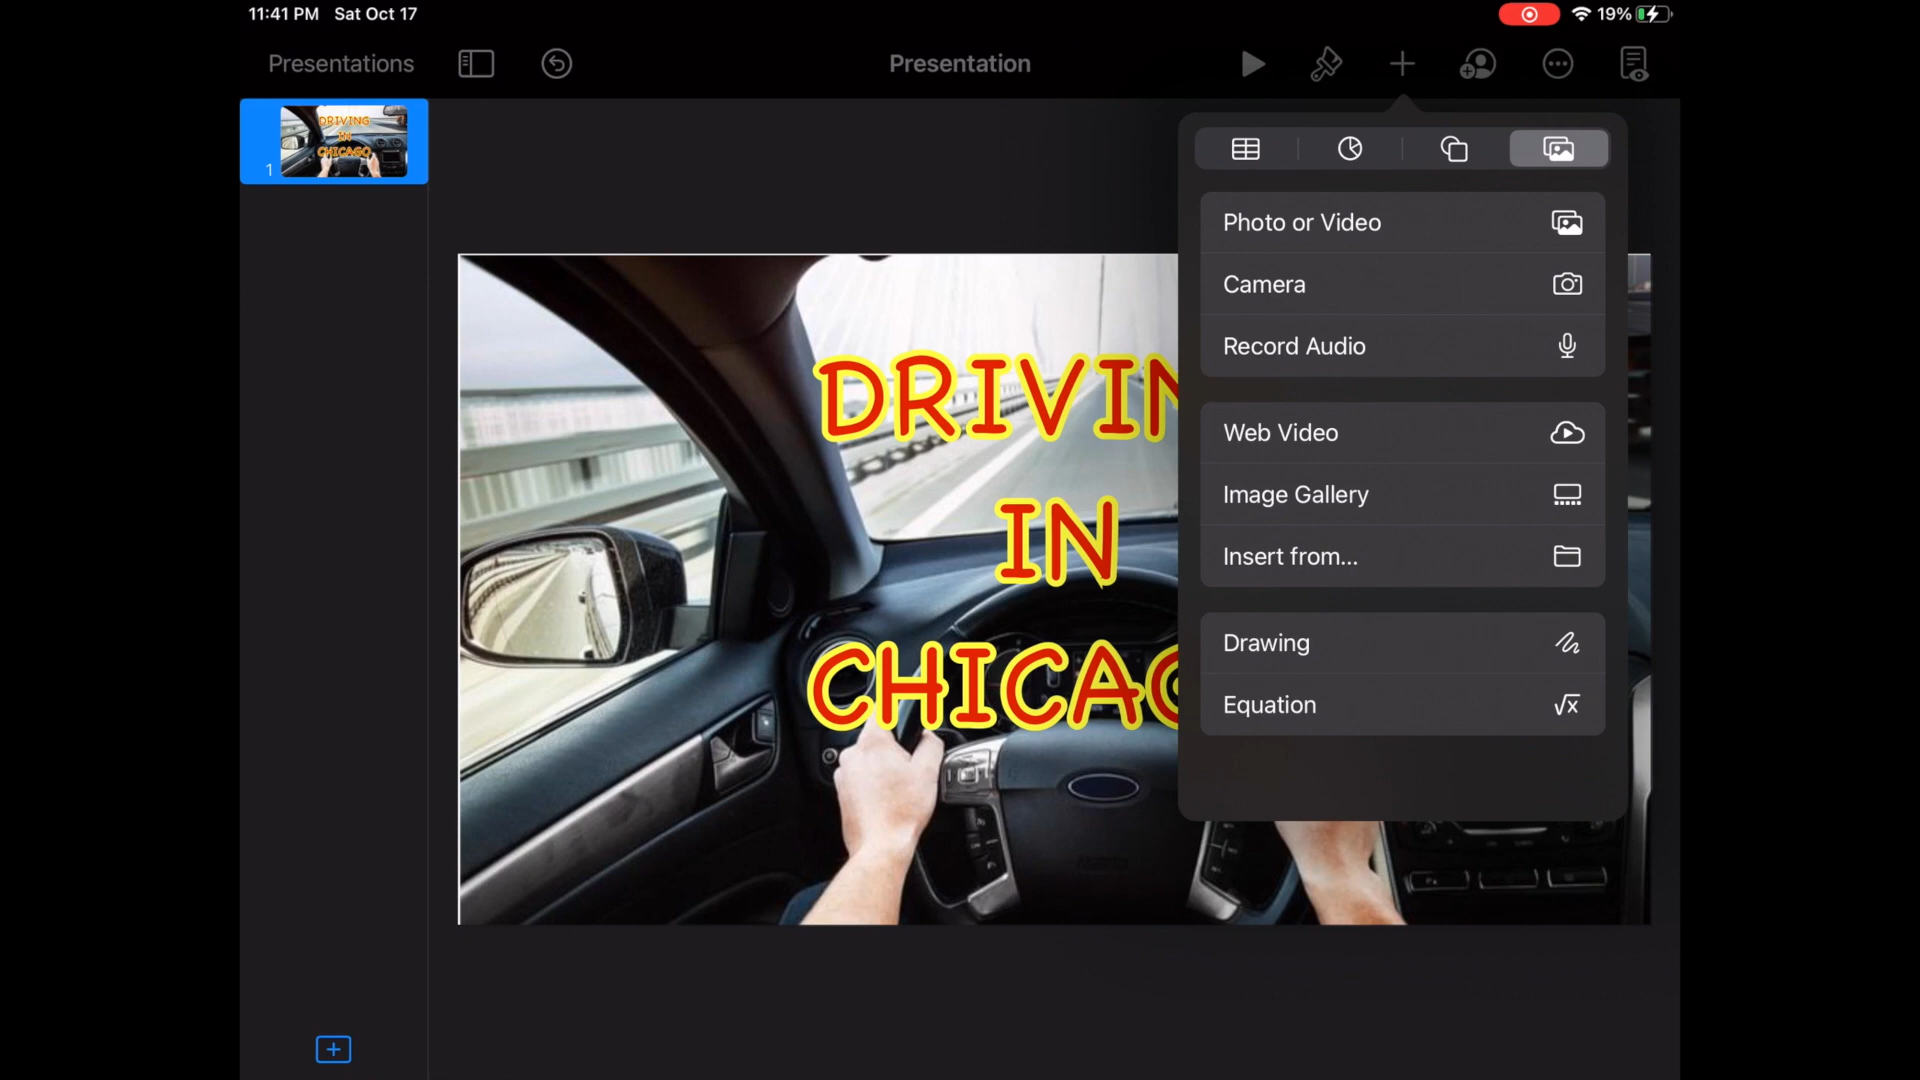 11:41 PM Sat Oct 17
19%
Presentations
Presentation
DRIVING
IN
CHICAGO
1
Photo or Video
Camera
Record Audio
Web Video
Image Gallery
Insert from...
Drawing
Equation
DRIVIN
IN
CHICAG